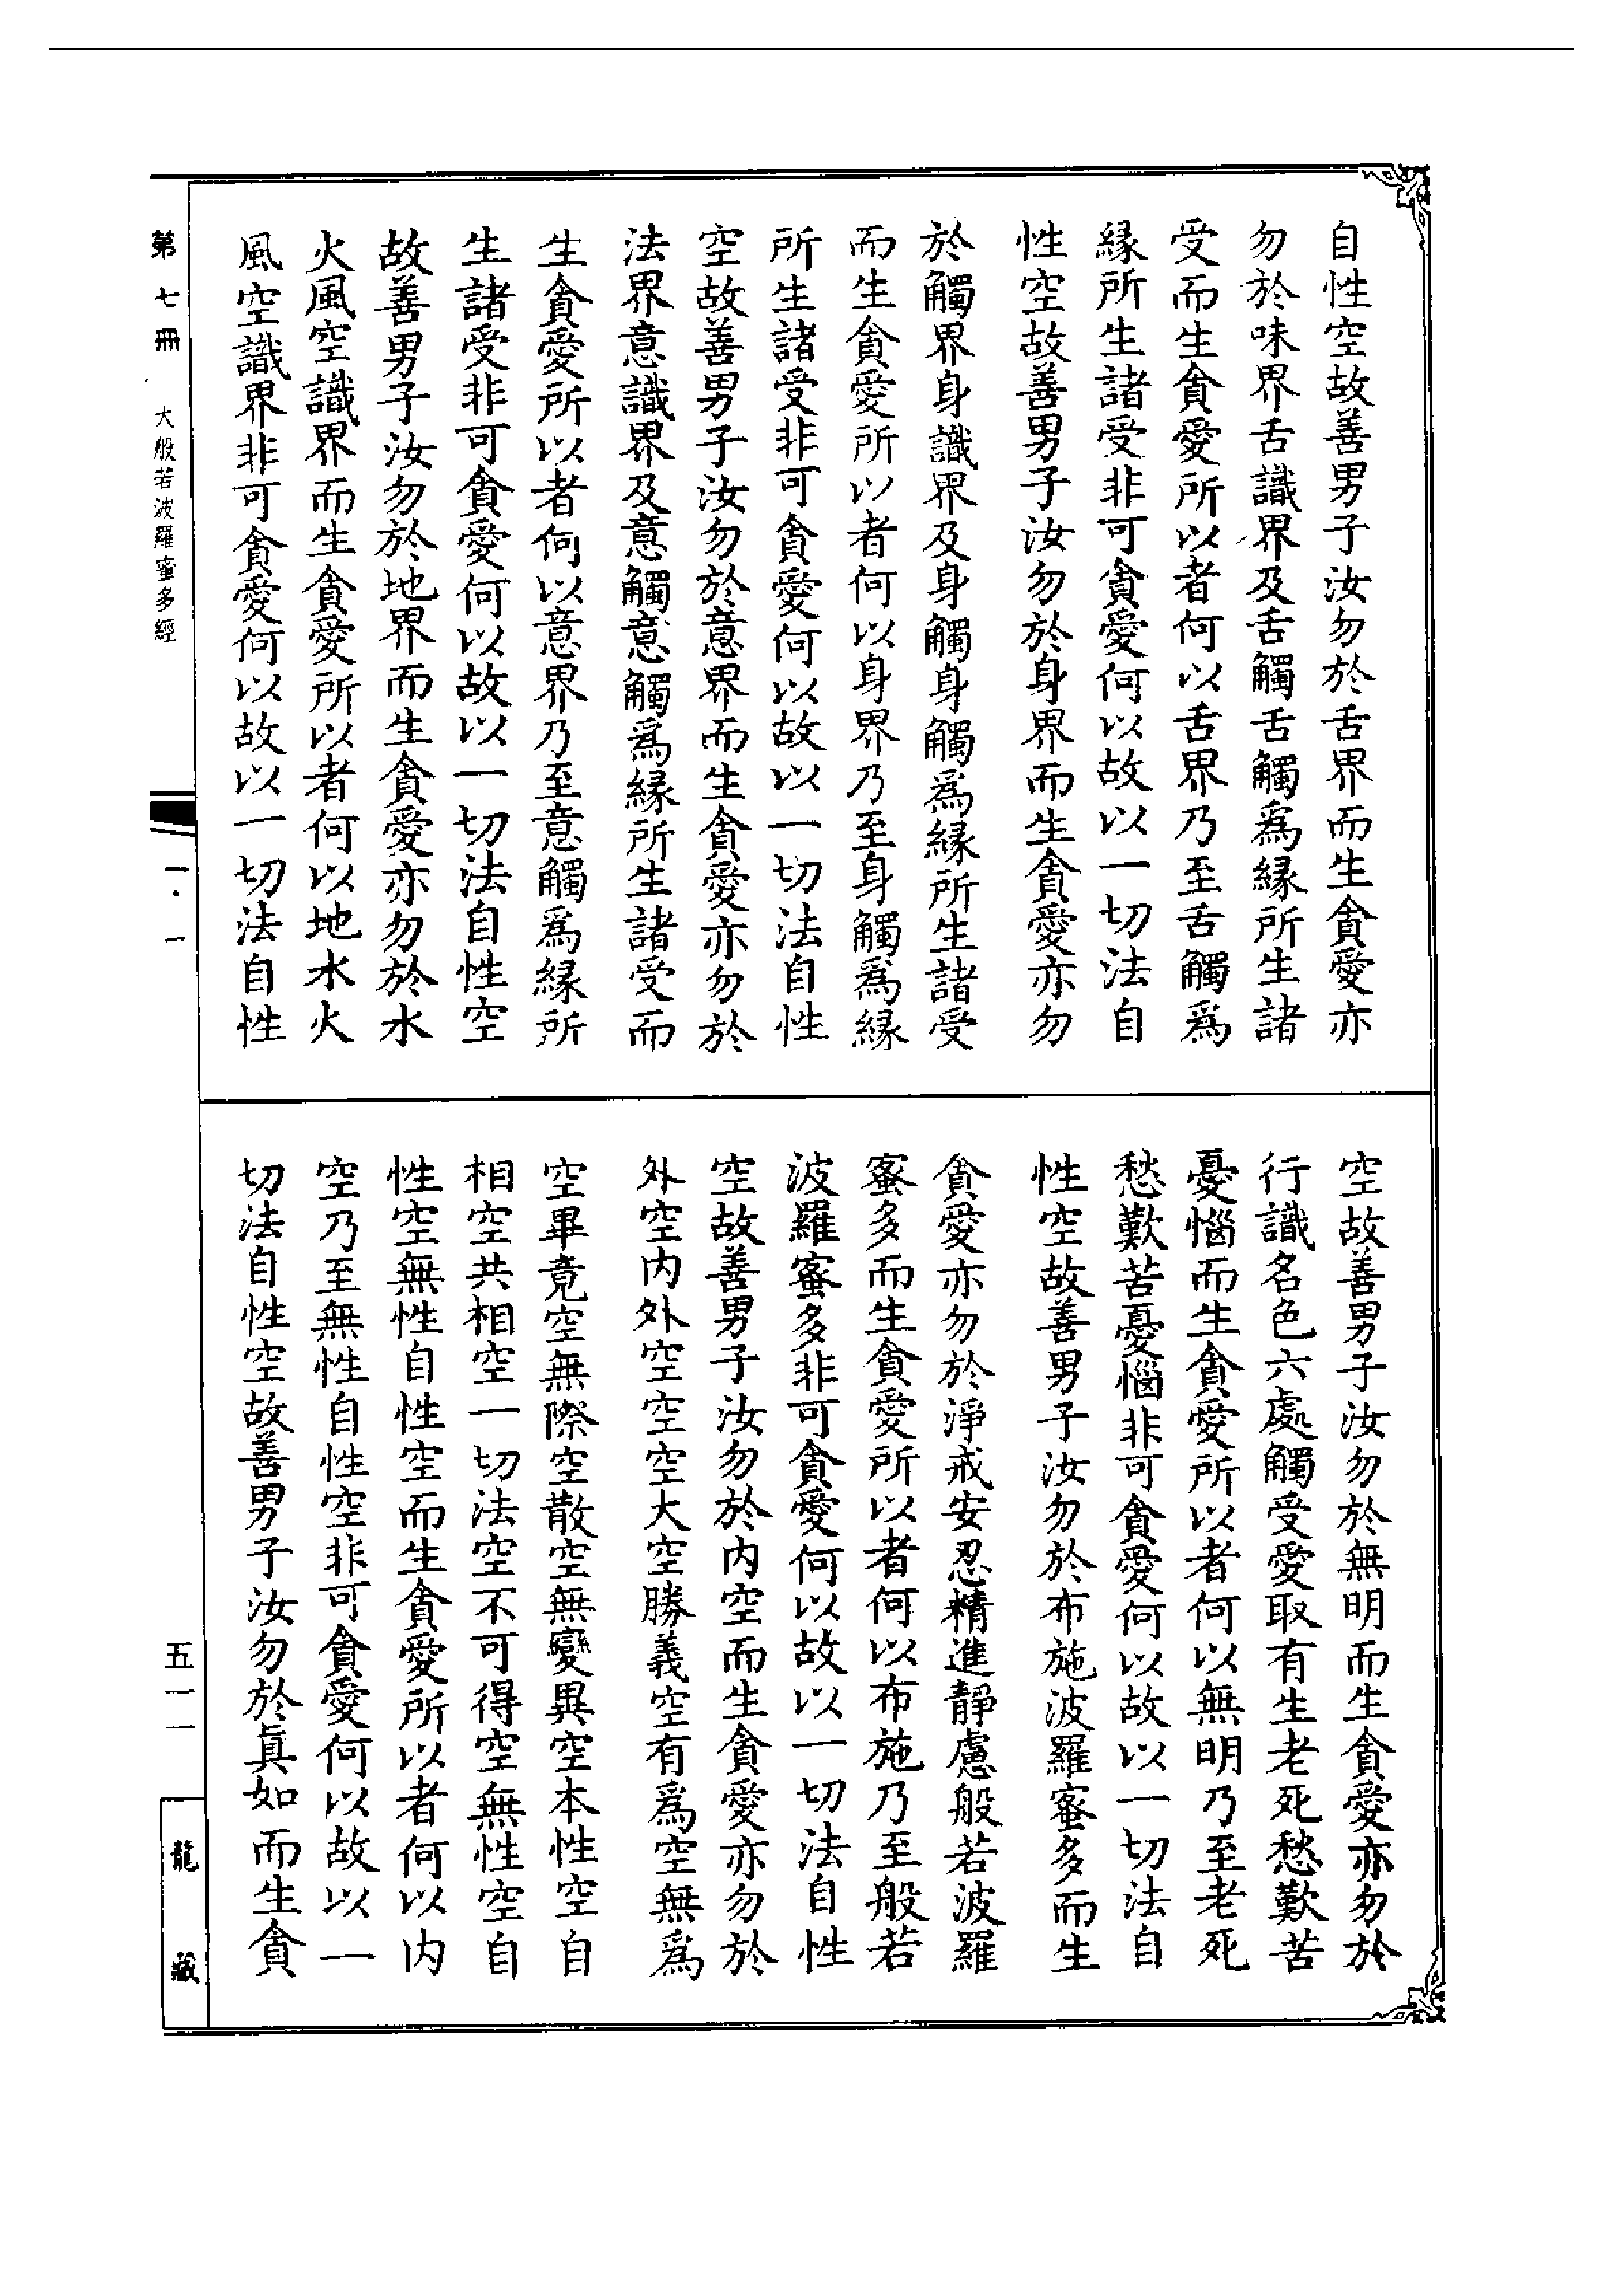 自性空故善男子汝勿於舌界而生貪愛亦
勿於味界舌識界及舌觸舌觸爲緣所生諸
受而生貪愛所以者何以舌界乃至舌觸爲
緣所生諸受非可貪愛何以故以一切法自
性空故善男子汝勿於身界而生貪愛亦勿
於觸界身識界及身觸身觸爲緣所生諸受
而生貪愛所以者何以身界乃至身觸爲緣
所生諸受非可貪愛何以故以一切法自性
空故善男子汝勿於意界而生貪愛亦勿於
法界意識界及意觸意觸爲緣所生諸受而
生貪愛所以者何以意界乃至意觸爲緣所
生諸受非可貪愛何以故以一切法自性空
故善男子汝勿於地界而生貪愛亦勿於水
火風空識界而生貪愛所以者何以地水火
風空識界非可貪愛何以故以一切法自性
空故善男子汝勿於無明而生貪愛亦勿於
行識名色六處觸受愛取有生老死愁歎苦
憂惱而生貪愛所以者何以無明乃至老死
愁歎苦憂惱非可貪愛何以故以一切法自
性空故善男子汝勿於布施波羅蜜多而生
貪愛亦勿於淨戒安忍精進靜慮般若波羅
蜜多而生貪愛所以者何以布施乃至般若
波羅蜜多非可貪愛何以故以一切法自性
空故善男子汝勿於内空而生貪愛亦勿於
外空内外空空空大空勝義空有爲空無爲
空畢竟空無際空散空無變異空本性空自
相空共相空一切法空不可得空無性空自
性空無性自性空而生貪愛所以者何以内
空乃至無性自性空非可貪愛何以故以一
切法自性空故善男子汝勿於真如而生貪
第七冊 大般若波羅蜜多經
一·一
五一一
龍藏